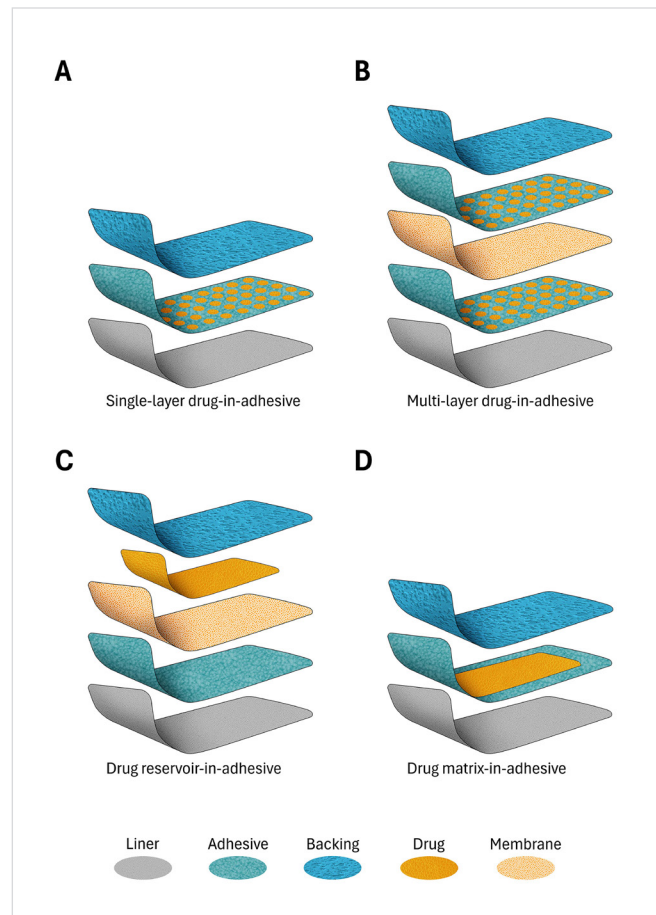 A
B
Single-layer drug-in-adhesive
Multi-layer drug-in-adhesive
C
D
Drug reservoir-in-adhesive
Drug matrix-in-adhesive
Liner
Adhesive
Backing
Drug
Membrane